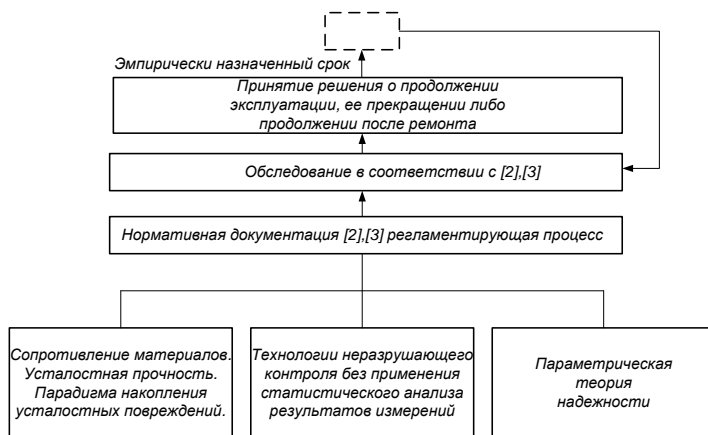 Эмпирически назначенный срок
Принятие решения о продолжении
эксплуатации, ее прекращении либо
продолжении после ремонта
Обследование в соответствии с [2],[3]
Нормативная документация [2],[3] регламентирующая процесс
Сопротивление материалов.
Усталостная прочность.
Парадигма накопления
усталостных повреждений.
Технологии неразрушающего
контроля без применения
статистического анализа
результатов измерений
Параметрическая
теория
надежности